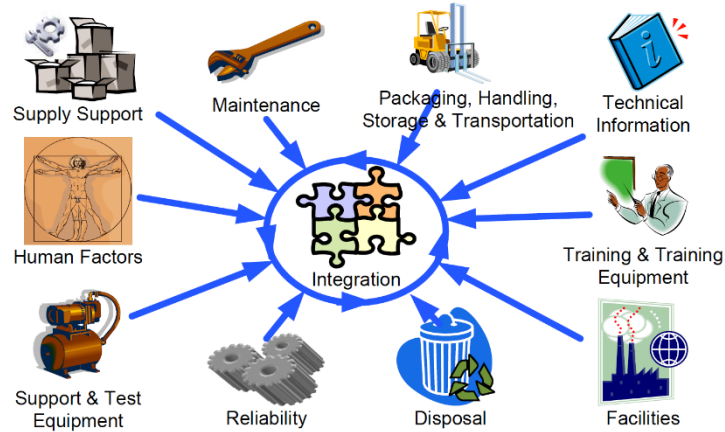 Supply Support
Maintenance
Packaging, Handling,
Storage & Transportation
Technical
Information
Human Factors
Integration
Training & Training
Equipment
Support & Test
Equipment
Reliability
Disposal
Facilities